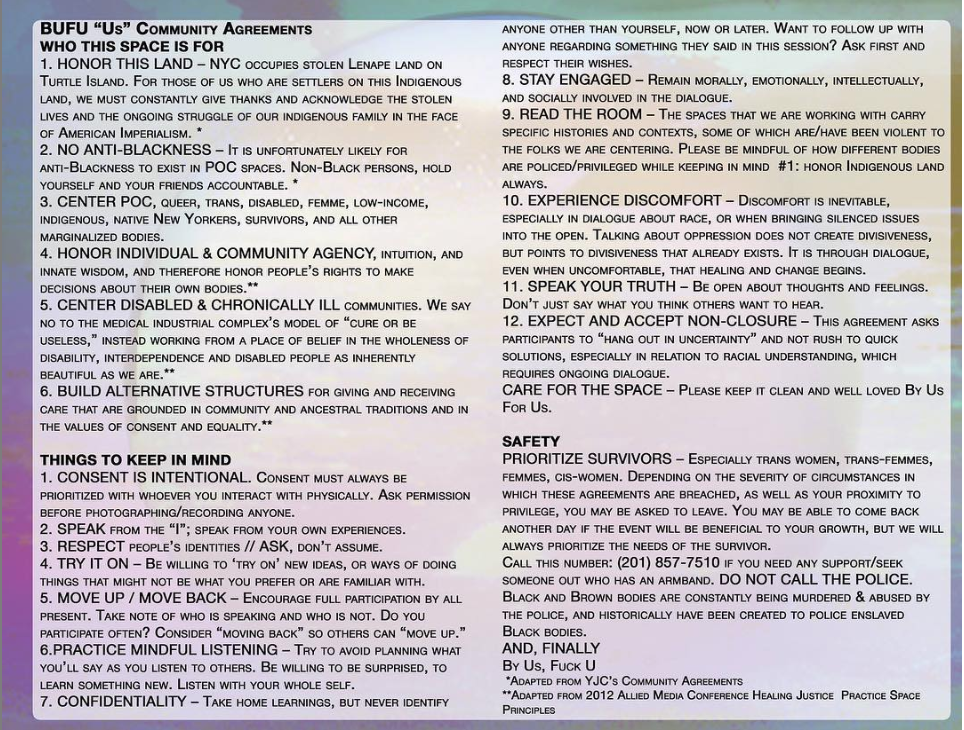 BUFU “Us” Community Agreements
WHO THIS SPACE IS FOR
1. HONOR THIS LAND – NYC occupies stolen Lenape land on
Turtle Island. For those of us who are settlers on this Indigenous
land, we must constantly give thanks and acknowledge the stolen
lives and the ongoing struggle of our indigenous family in the face
of American Imperialism. *
2. NO ANTI-BLACKNESS – It is unfortunately likely for
anti-Blackness to exist in POC spaces. Non-Black persons, hold
yourself and your friends accountable. *
3. CENTER POC, queer, trans, disabled, femme, low-income,
indigenous, native New Yorkers, survivors, and all other
marginalized bodies.
4. HONOR INDIVIDUAL & COMMUNITY AGENCY, intuition, and
innate wisdom, and therefore honor people’s rights to make
decisions about their own bodies.**
5. CENTER DISABLED & CHRONICALLY ILL communities. We say
no to the medical industrial complex’s model of “cure or be
useless,” instead working from a place of belief in the wholeness of
disability, interdependence and disabled people as inherently
beautiful as we are.**
6. BUILD ALTERNATIVE STRUCTURES for giving and receiving
care that are grounded in community and ancestral traditions and in
the values of consent and equality.**
THINGS TO KEEP IN MIND
1. CONSENT IS INTENTIONAL. Consent must always be
prioritized with whoever you interact with physically. Ask permission
before photographing/recording anyone.
2. SPEAK from the “I”; speak from your own experiences.
3. RESPECT people’s identities // ASK, don’t assume.
4. TRY IT ON – Be willing to ‘try on’ new ideas, or ways of doing
things that might not be what you prefer or are familiar with.
5. MOVE UP / MOVE BACK – Encourage full participation by all
present. Take note of who is speaking and who is not. Do you
participate often? Consider “moving back” so others can “move up.”
6.PRACTICE MINDFUL LISTENING – Try to avoid planning what
you’ll say as you listen to others. Be willing to be surprised, to
learn something new. Listen with your whole self.
7. CONFIDENTIALITY – Take home learnings, but never identify
anyone other than yourself, now or later. Want to follow up with
anyone regarding something they said in this session? Ask first and
respect their wishes.
8. STAY ENGAGED – Remain morally, emotionally, intellectually,
and socially involved in the dialogue.
9. READ THE ROOM – The spaces that we are working with carry
specific histories and contexts, some of which are/have been violent to
the folks we are centering. Please be mindful of how different bodies
are policed/privileged while keeping in mind #1: honor Indigenous land
always.
10. EXPERIENCE DISCOMFORT – Discomfort is inevitable,
especially in dialogue about race, or when bringing silenced issues
into the open. Talking about oppression does not create divisiveness,
but points to divisiveness that already exists. It is through dialogue,
even when uncomfortable, that healing and change begins.
11. SPEAK YOUR TRUTH – Be open about thoughts and feelings.
Don’t just say what you think others want to hear.
12. EXPECT AND ACCEPT NON-CLOSURE – This agreement asks
participants to “hang out in uncertainty” and not rush to quick
solutions, especially in relation to racial understanding, which
requires ongoing dialogue.
CARE FOR THE SPACE – Please keep it clean and well loved By Us
For Us.
SAFETY
PRIORITIZE SURVIVORS – Especially trans women, trans-femmes,
femmes, cis-women. Depending on the severity of circumstances in
which these agreements are breached, as well as your proximity to
privilege, you may be asked to leave. You may be able to come back
another day if the event will be beneficial to your growth, but we will
always prioritize the needs of the survivor.
Call this number: (201) 857-7510 if you need any support/seek
someone out who has an armband. DO NOT CALL THE POLICE.
Black and Brown bodies are constantly being murdered & abused by
the police, and historically have been created to police enslaved
Black bodies.
AND, FINALLY
By Us, Fuck U
*Adapted from YJC’s Community Agreements
**Adapted from 2012 Allied Media Conference Healing Justice Practice Space
Principles